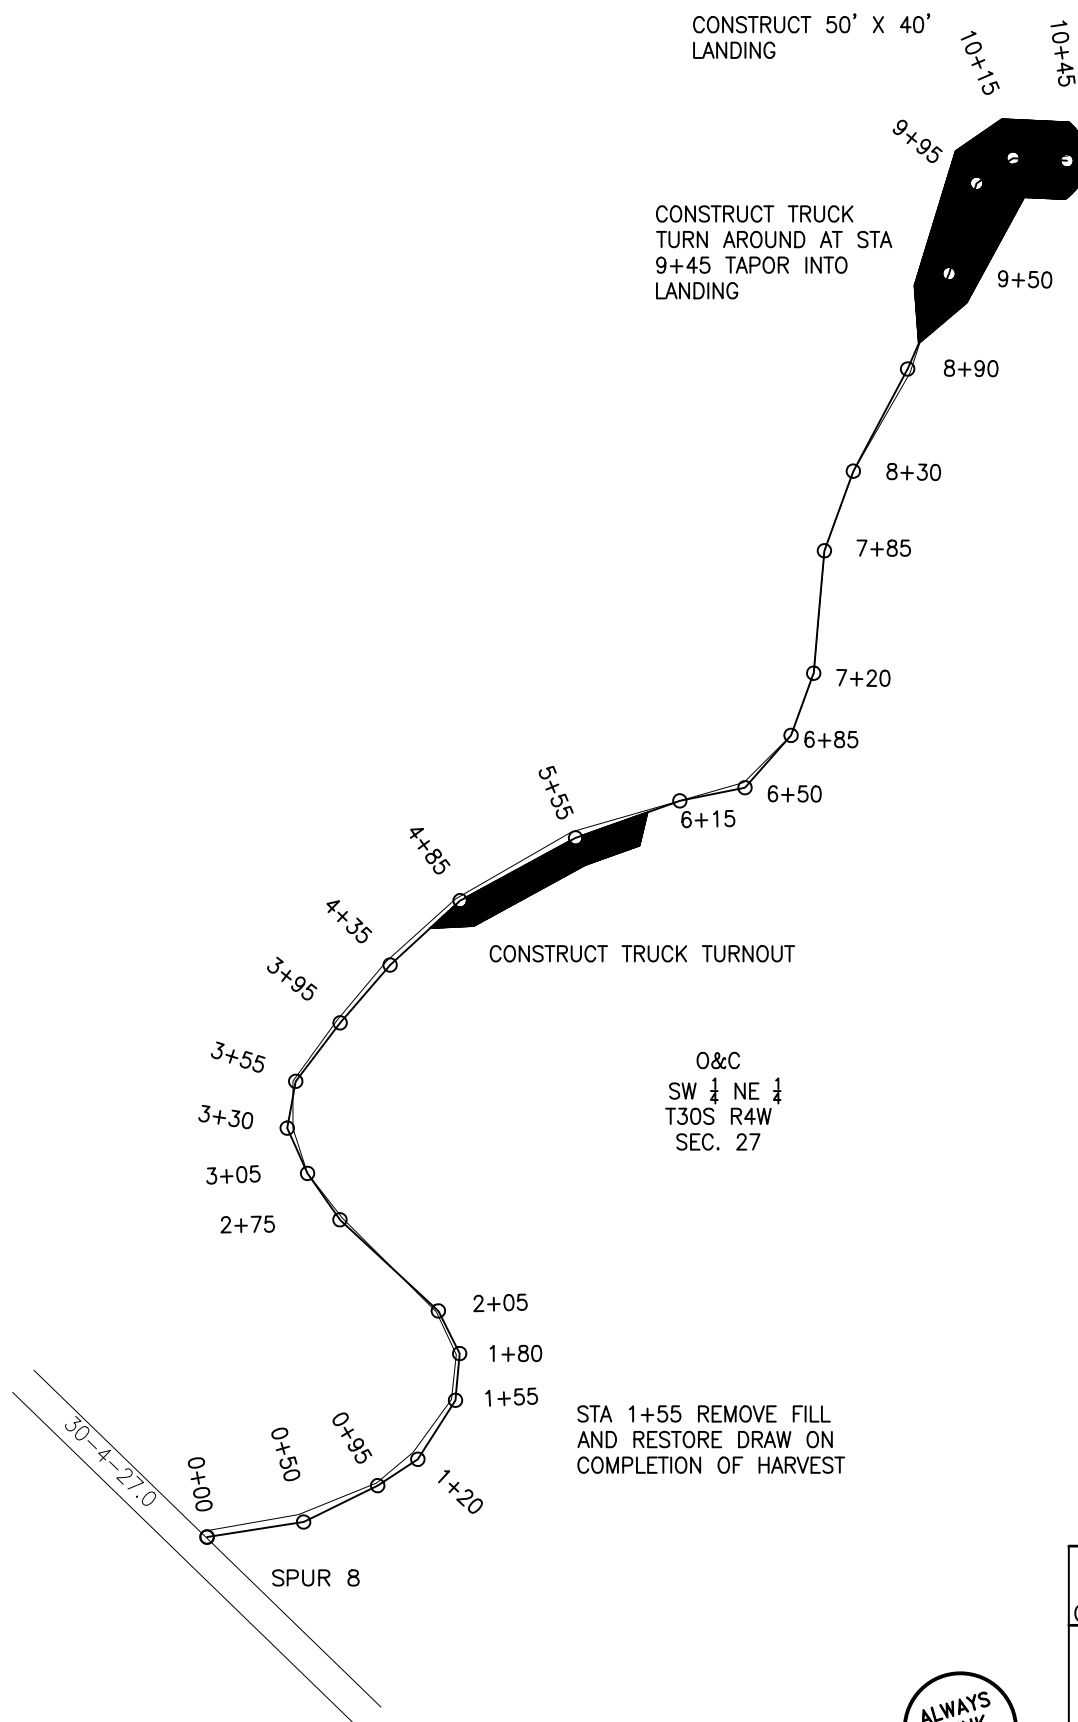 CONSTRUCT 50' X 40'
LANDING
10+15
10+45
9+95
CONSTRUCT TRUCK
TURN AROUND AT STA
9+45 TAPOR INTO
LANDING
9+50
8+90
8+30
7+85
7+20
6+85
6+50
6+15
5+55
4+85
4+35
CONSTRUCT TRUCK TURNOUT
3+95
3+55
O&C
SW 1/4 NE 1/4
T30S R4W
SEC. 27
3+30
3+05
2+75
2+05
1+80
1+55
STA 1+55 REMOVE FILL
AND RESTORE DRAW ON
COMPLETION OF HARVEST
30-4-27.0
0+00
0+50
0+95
1+20
SPUR 8
ALWAYS